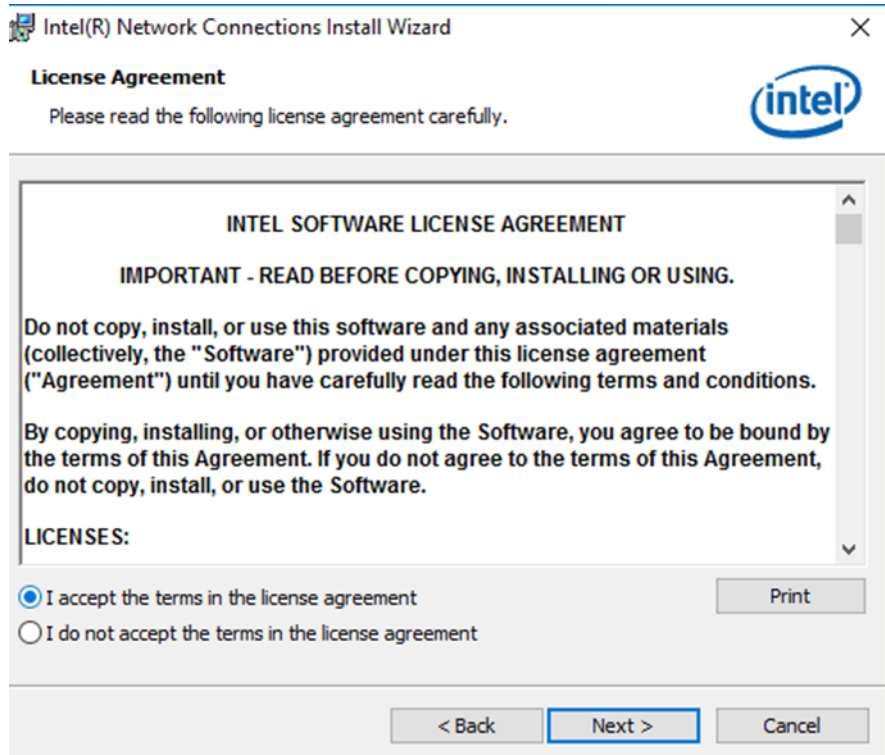 Intel(R) Network Connections Install Wizard
License Agreement
Please read the following license agreement carefully.
intel
INTEL SOFTWARE LICENSE AGREEMENT
IMPORTANT - READ BEFORE COPYING, INSTALLING OR USING.
Do not copy, install, or use this software and any associated materials
(collectively, the "Software") provided under this license agreement
("Agreement") until you have carefully read the following terms and conditions.
By copying, installing, or otherwise using the Software, you agree to be bound by
the terms of this Agreement. If you do not agree to the terms of this Agreement,
do not copy, install, or use the Software.
LICENSES:
I accept the terms in the license agreement
Print
I do not accept the terms in the license agreement
< Back
Next >
Cancel